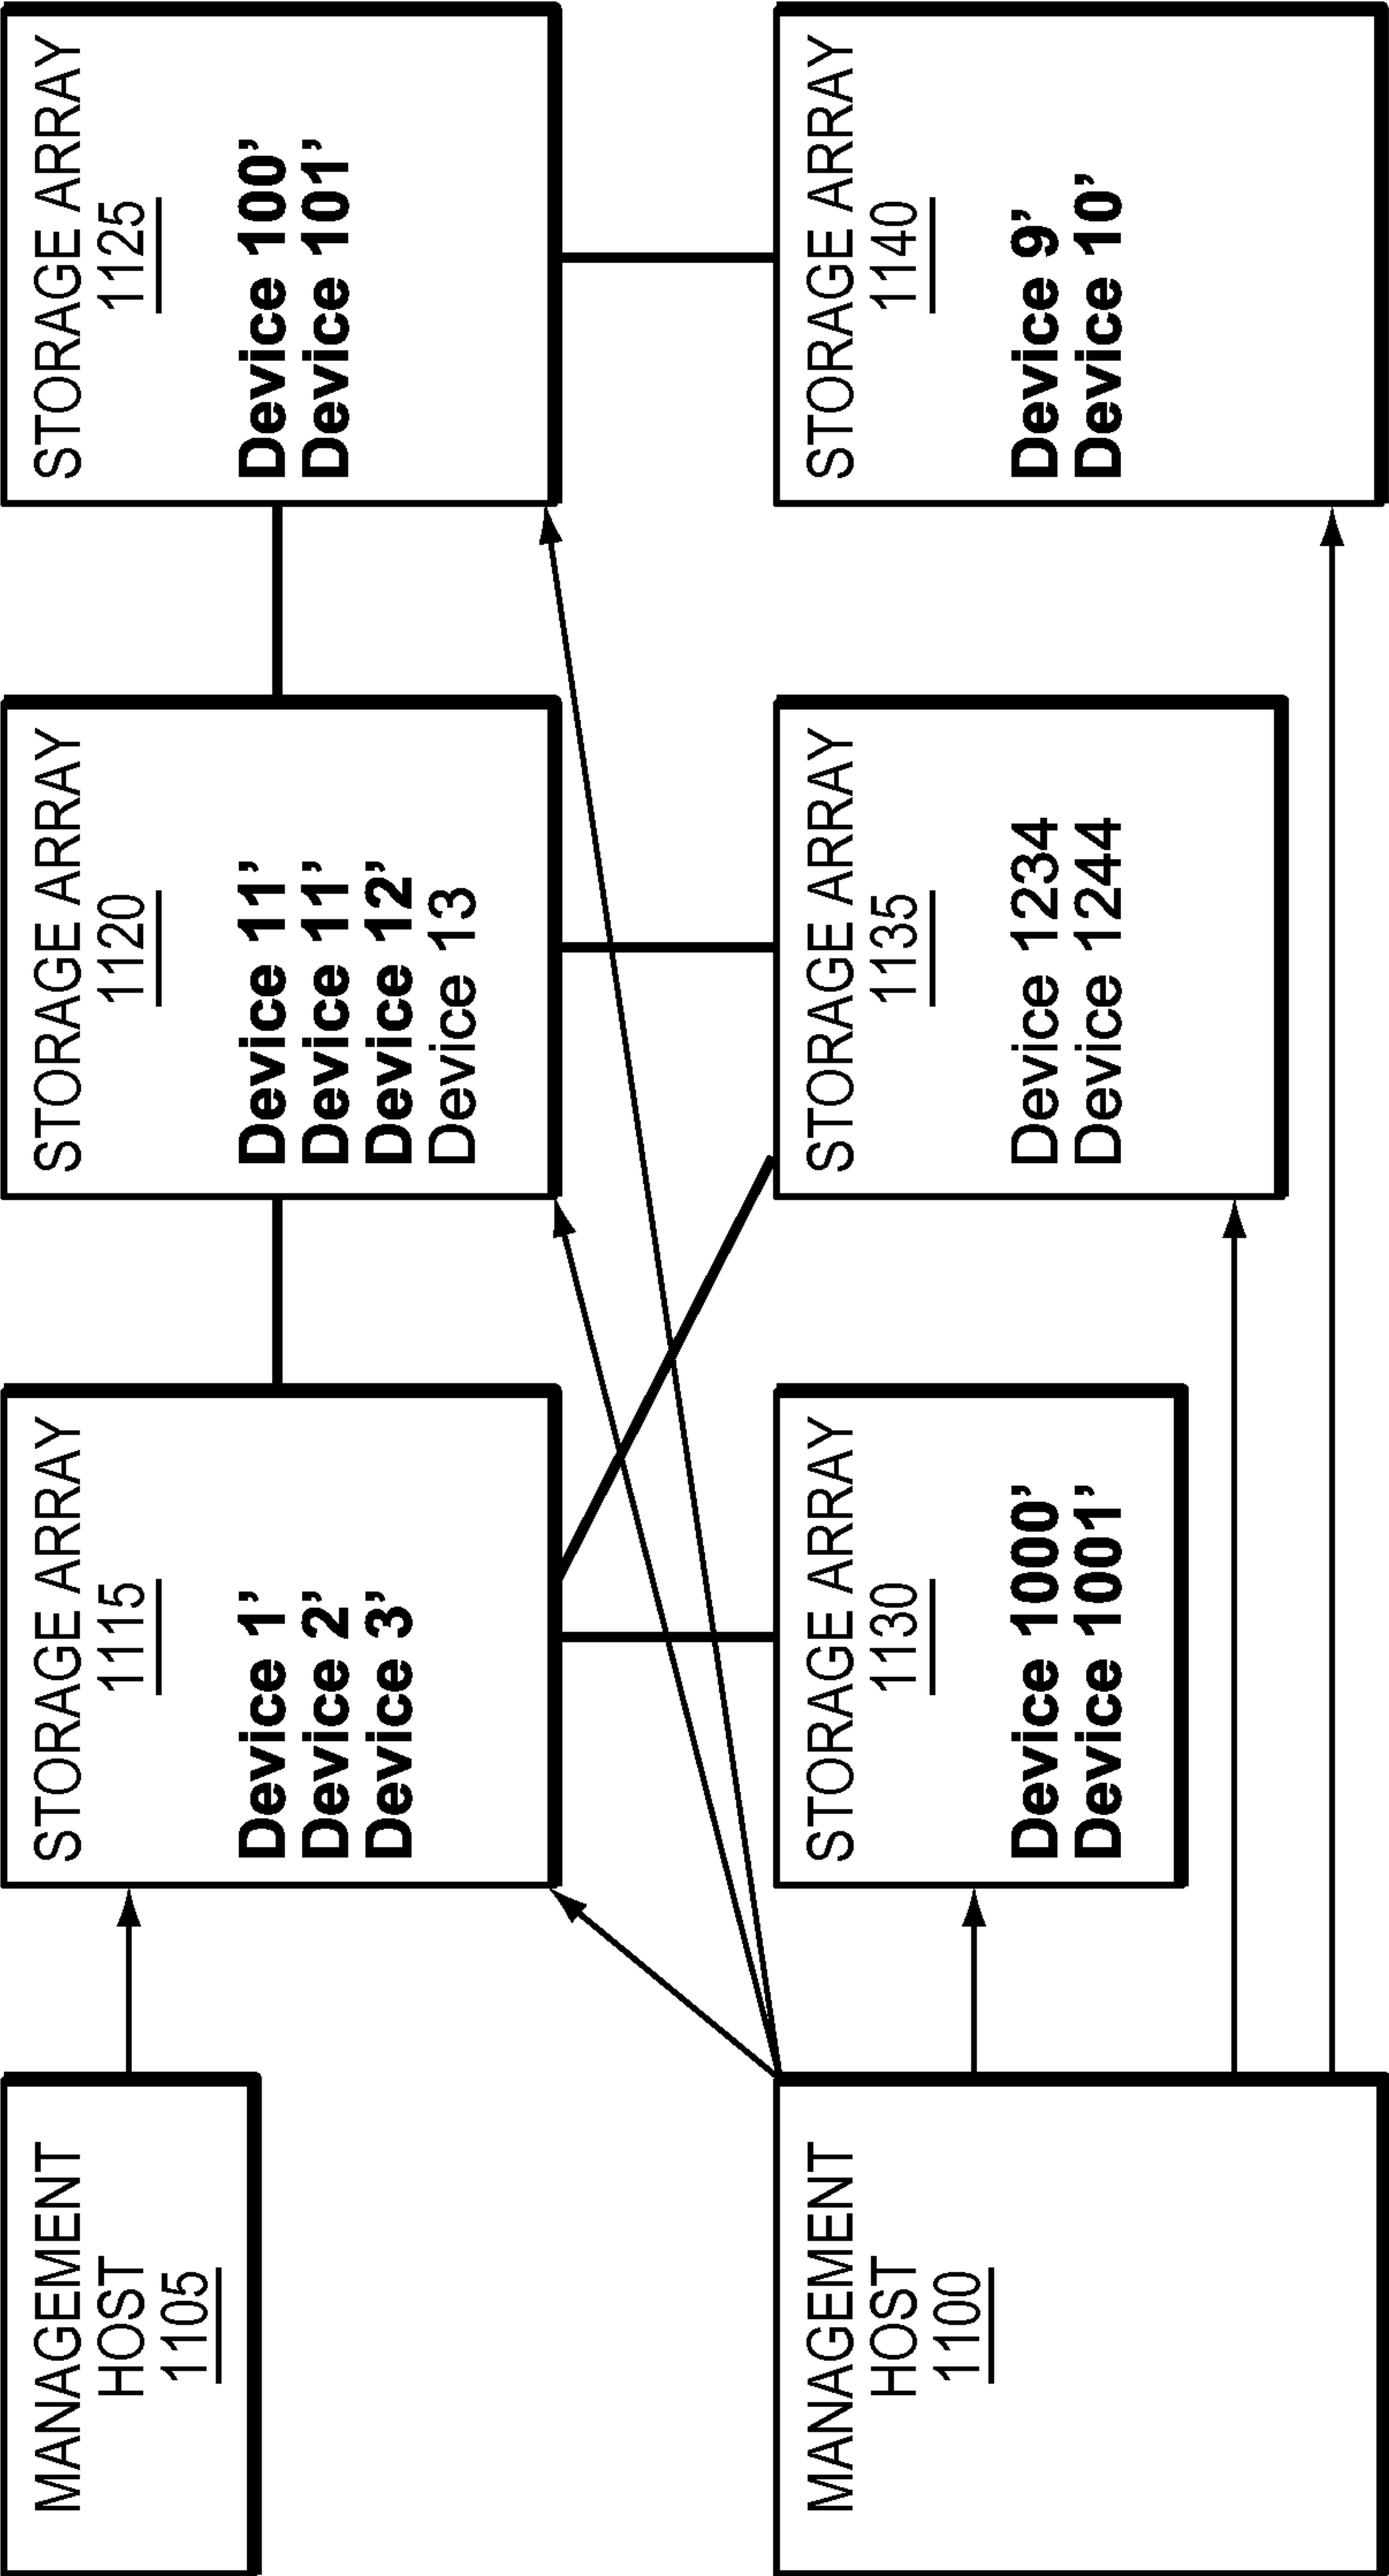 MANAGEMENT
HOST
1105
STORAGE ARRAY
1115
Device 1’
Device 2’
Device 3’
STORAGE ARRAY
1120
Device 11’
Device 11’
Device 12’
Device 13
STORAGE ARRAY
1125
Device 100’
Device 101’
MANAGEMENT
HOST
1100
STORAGE ARRAY
1130
Device 1000’
Device 1001’
STORAGE ARRAY
1135
Device 1234
Device 1244
STORAGE ARRAY
1140
Device 9’
Device 10’